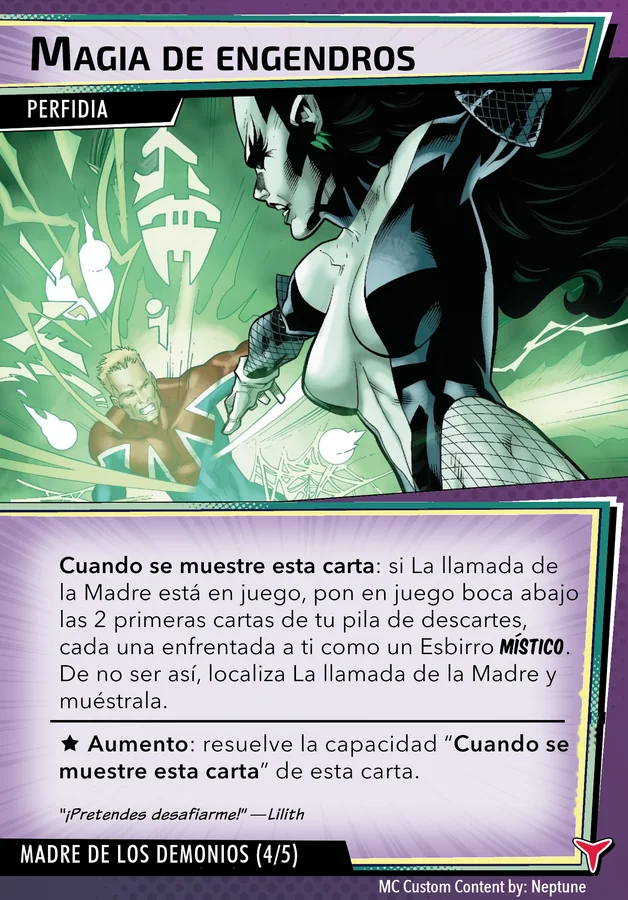 Magia de engendros
PERFIDIA
Cuando se muestre esta carta: si La llamada de
la Madre está en juego, pon en juego boca abajo
las 2 primeras cartas de tu pila de descartes,
cada una enfrentada a ti como un Esbirro MÍSTICO.
De no ser así, localiza La llamada de la Madre y
muéstrala.
★ Aumento: resuelve la capacidad “Cuando se
muestre esta carta” de esta carta.
"¡Pretendes desafiarme!" —Lilith
MADRE DE LOS DEMONIOS (4/5)
MC Custom Content by: Neptune